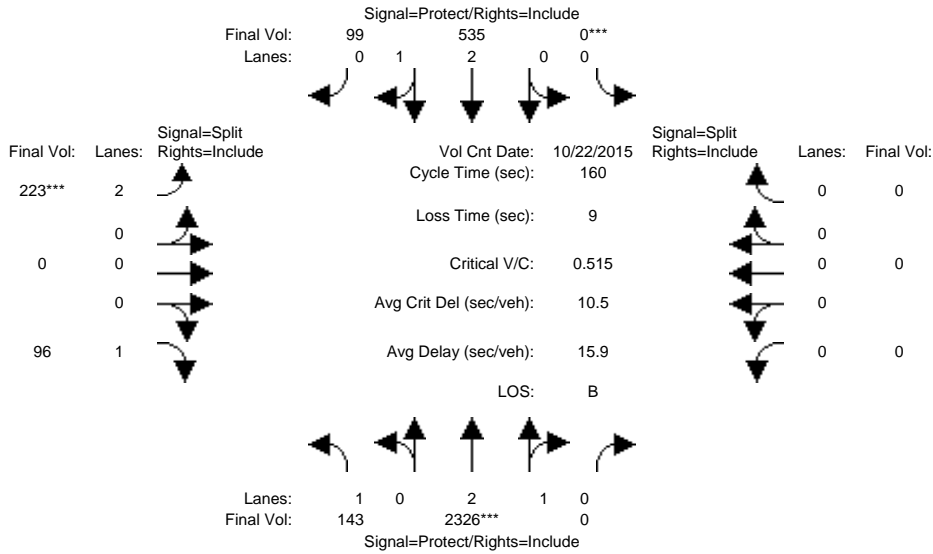 Signal=Protect/Rights=Include
Final Vol: 99 535 0***
Lanes: 0 1 2 0 0
Signal=Split
Final Vol: Lanes: Rights=Include
Vol Cnt Date: 10/22/2015
Signal=Split
Rights=Include Lanes: Final Vol:
Cycle Time (sec): 160
223*** 2 0 0
Loss Time (sec): 9
0 0
0 0 Critical V/C: 0.515 0 0
0 Avg Crit Del (sec/veh): 10.5 0
96 1 Avg Delay (sec/veh): 15.9 0 0
LOS: B
Lanes: 1 0 2 1 0
Final Vol: 143 2326*** 0
Signal=Protect/Rights=Include